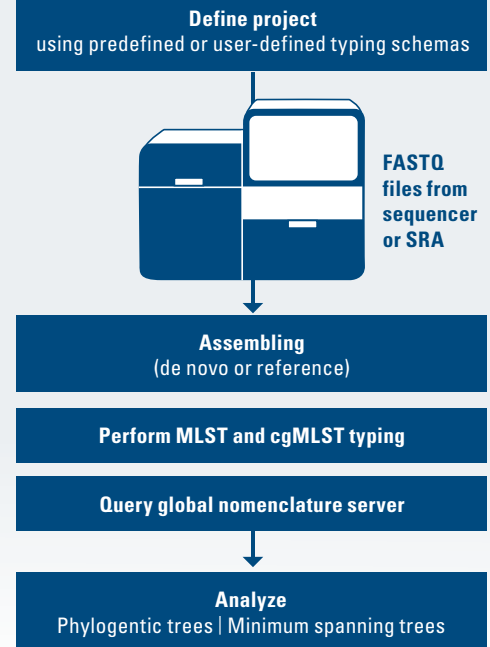 Define project
using predefined or user-defined typing schemas
FASTQ
files from
sequencer
or SRA
Assembling
(de novo or reference)
Perform MLST and cgMLST typing
Query global nomenclature server
Analyze
Phylogentic trees | Minimum spanning trees